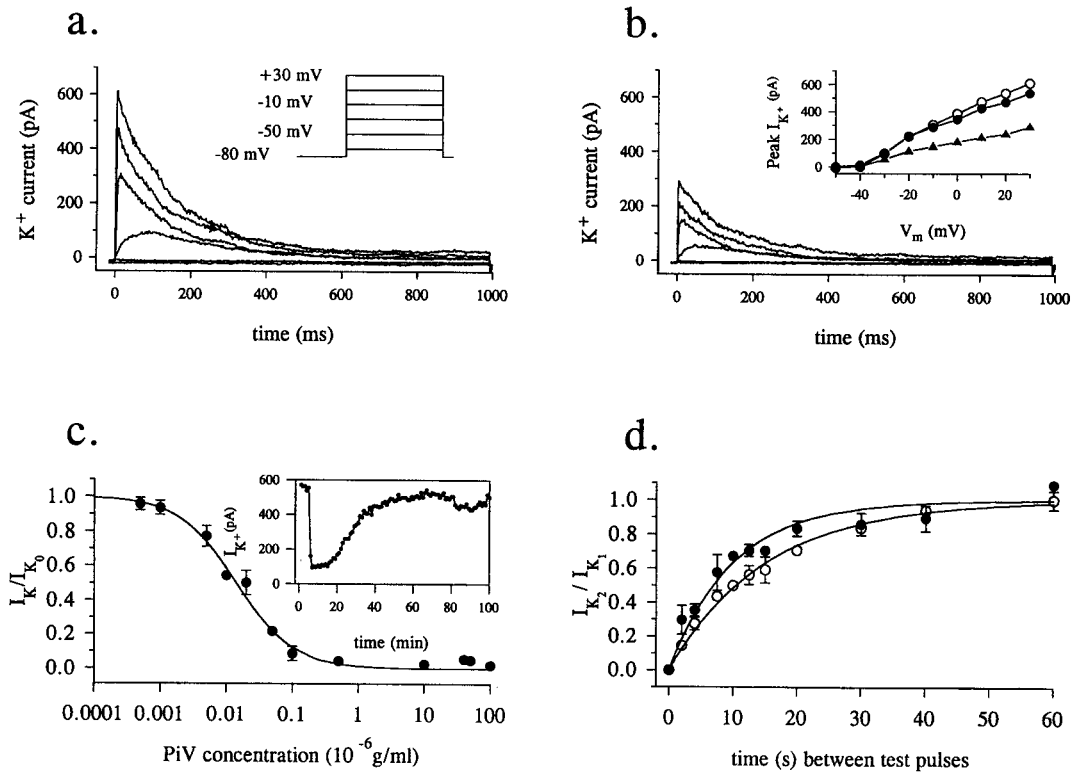 a.
K+ current (pA)
600
400
200
0
+30 mV
-10 mV
-50 mV
-80 mV
0 200 400 600 800 1000
time (ms)
b.
K+ current (pA)
600
400
200
0
Peak IK+ (pA)
600
400
200
0
-40 -20 0 20
Vm (mV)
0 200 400 600 800 1000
time (ms)
c.
IK/IK0
1.0
0.8
0.6
0.4
0.2
0.0
IK+(pA)
600
400
200
0
0 20 40 60 80 100
time (min)
0.0001 0.001 0.01 0.1 1 10 100
PiV concentration (10-6g/ml)
d.
IK2 / IK1
1.0
0.8
0.6
0.4
0.2
0.0
0 10 20 30 40 50 60
time (s) between test pulses